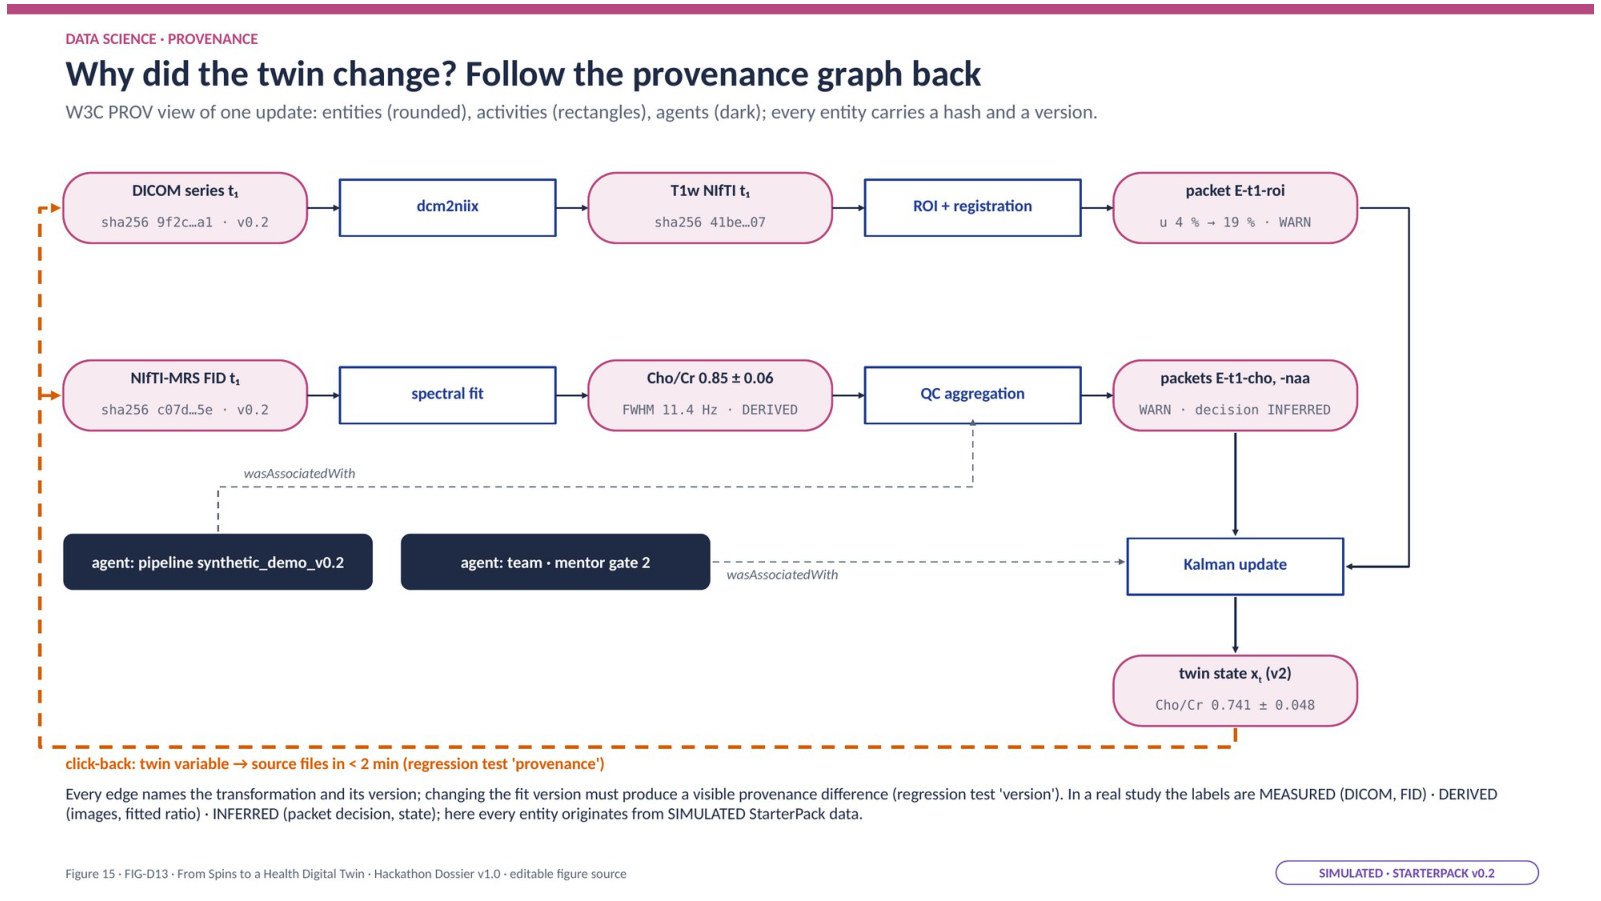 DATA SCIENCE · PROVENANCE
Why did the twin change? Follow the provenance graph back
W3C PROV view of one update: entities (rounded), activities (rectangles), agents (dark); every entity carries a hash and a version.
DICOM series t₁
sha256 9f2c…a1 · v0.2
dcm2niix
T1w NIfTI t₁
sha256 41be…07
ROI + registration
packet E-t1-roi
u 4 % → 19 % · WARN
NIfTI-MRS FID t₁
sha256 c07d…5e · v0.2
spectral fit
Cho/Cr 0.85 ± 0.06
FWHM 11.4 Hz · DERIVED
QC aggregation
packets E-t1-cho, -naa
WARN · decision INFERRED
wasAssociatedWith
agent: pipeline synthetic_demo_v0.2
agent: team · mentor gate 2
wasAssociatedWith
Kalman update
twin state xₜ (v2)
Cho/Cr 0.741 ± 0.048
click-back: twin variable → source files in < 2 min (regression test 'provenance')
Every edge names the transformation and its version; changing the fit version must produce a visible provenance difference (regression test 'version'). In a real study the labels are MEASURED (DICOM, FID) · DERIVED
(images, fitted ratio) · INFERRED (packet decision, state); here every entity originates from SIMULATED StarterPack data.
Figure 15 · FIG-D13 · From Spins to a Health Digital Twin · Hackathon Dossier v1.0 · editable figure source
SIMULATED · STARTERPACK v0.2